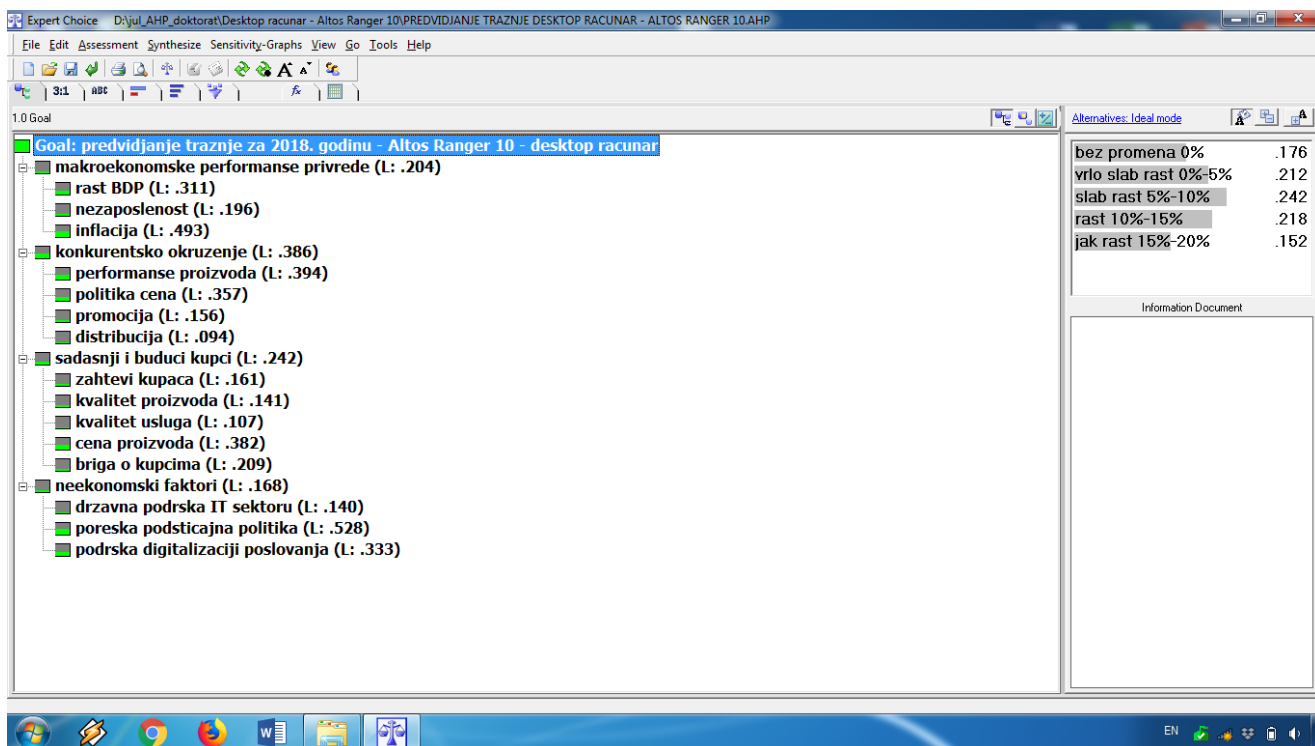 Expert Choice D:\jul_AHP_doktorat\Desktop racunar - Altos Ranger 10\PREDVIDJANJE TRAZNJE DESKTOP RACUNAR - ALTOS RANGER 10.AHP
File Edit Assessment Synthesize Sensitivity-Graphs View Go Tools Help
3:1 ABC fx
1.0 Goal
Goal: predvidjanje traznje za 2018. godinu - Altos Ranger 10 - desktop racunar
makroekonomske performanse privrede (L: .204)
rast BDP (L: .311)
nezaposlenost (L: .196)
inflacija (L: .493)
konkurentsko okruzenje (L: .386)
performanse proizvoda (L: .394)
politika cena (L: .357)
promocija (L: .156)
distribucija (L: .094)
sadasnji i buduci kupci (L: .242)
zahtevi kupaca (L: .161)
kvalitet proizvoda (L: .141)
kvalitet usluga (L: .107)
cena proizvoda (L: .382)
briga o kupcima (L: .209)
neekonomski faktori (L: .168)
drzavna podrska IT sektoru (L: .140)
poreska podsticajna politika (L: .528)
podrska digitalizaciji poslovanja (L: .333)
Alternatives: Ideal mode
bez promena 0% .176
vrlo slab rast 0%-5% .212
slab rast 5%-10% .242
rast 10%-15% .218
jak rast 15%-20% .152
Information Document
EN